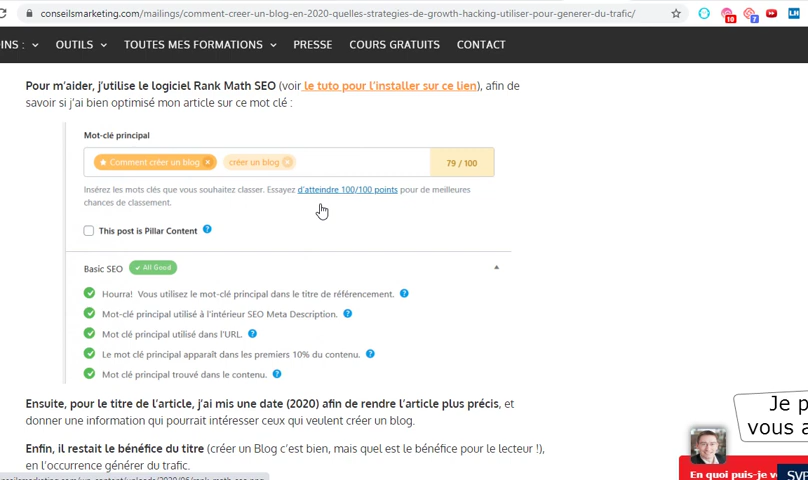 conseilsmarketing.com/mailings/comment-creer-un-blog-en-2020-quelles-strategies-de-growth-hacking-utiliser-pour-generer-du-trafic/
10
7
LH
INS :
OUTILS
TOUTES MES FORMATIONS
PRESSE
COURS GRATUITS
CONTACT
Pour m'aider, j'utilise le logiciel Rank Math SEO (voir le tuto pour l'installer sur ce lien), afin de
savoir si j'ai bien optimisé mon article sur ce mot clé :
Mot-clé principal
★ Comment créer un blog
créer un blog
79 / 100
Insérez les mots clés que vous souhaitez classer. Essayez d'atteindre 100/100 points pour de meilleures
chances de classement.
This post is Pillar Content ?
Basic SEO ✓ All Good
Hourra! Vous utilisez le mot-clé principal dans le titre de référencement. ?
Mot-clé principal utilisé à l'intérieur SEO Meta Description. ?
Mot clé principal utilisé dans l'URL. ?
Le mot clé principal apparaît dans les premiers 10% du contenu. ?
Mot clé principal trouvé dans le contenu. ?
Ensuite, pour le titre de l'article, j'ai mis une date (2020) afin de rendre l'article plus précis, et
donner une information qui pourrait intéresser ceux qui veulent créer un blog.
Enfin, il restait le bénéfice du titre (créer un Blog c'est bien, mais quel est le bénéfice pour le lecteur !),
en l'occurrence générer du trafic.
Je p
vous a
En quoi puis-je v